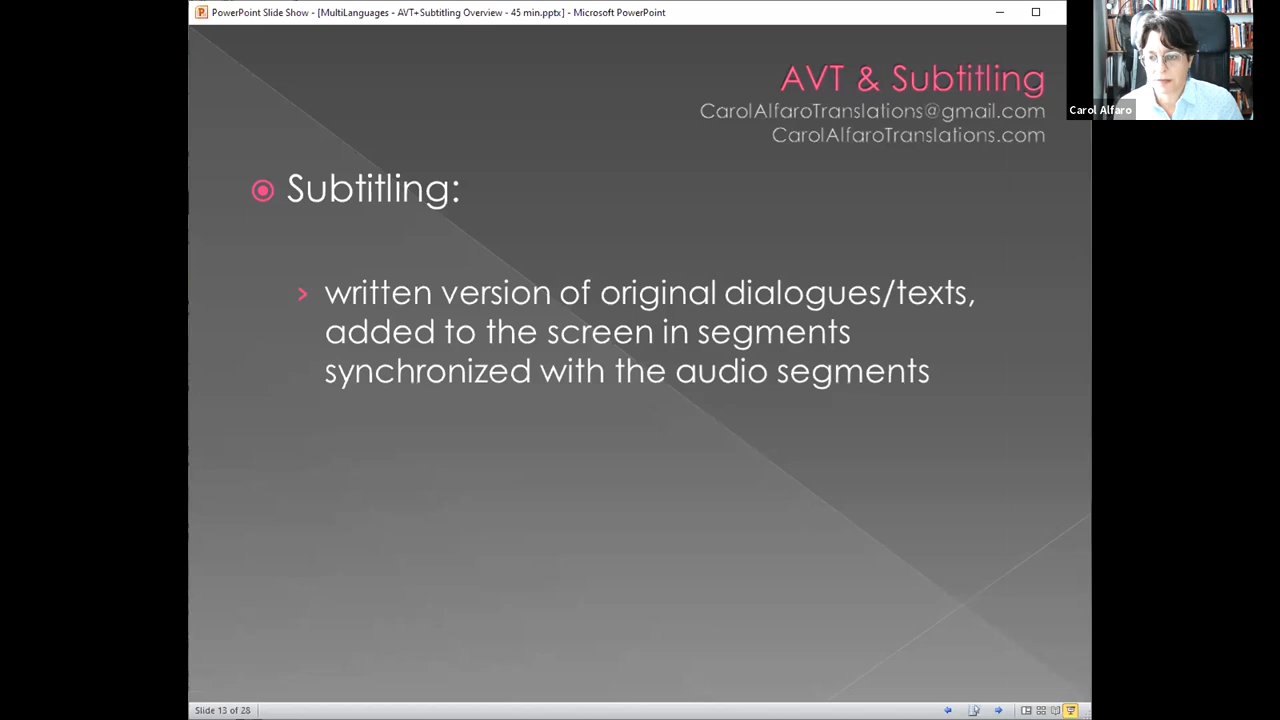 PowerPoint Slide Show - [MultiLanguages - AVT+Subtitling Overview - 45 min.pptx] - Microsoft PowerPoint
AVT & Subtitling
CarolAlfaroTranslations@gmail.com
CarolAlfaroTranslations.com
Carol Alfaro
Subtitling:
written version of original dialogues/texts,
added to the screen in segments
synchronized with the audio segments
Slide 13 of 28